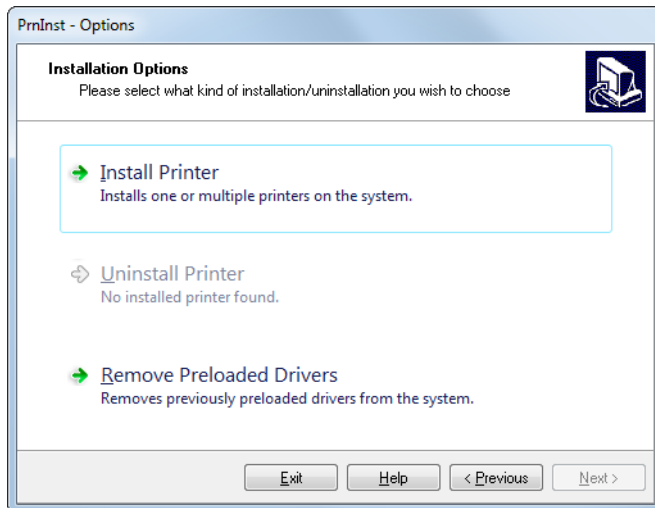 PrnInst - Options
Installation Options
Please select what kind of installation/uninstallation you wish to choose
Install Printer
Installs one or multiple printers on the system.
Uninstall Printer
No installed printer found.
Remove Preloaded Drivers
Removes previously preloaded drivers from the system.
Exit Help < Previous Next >